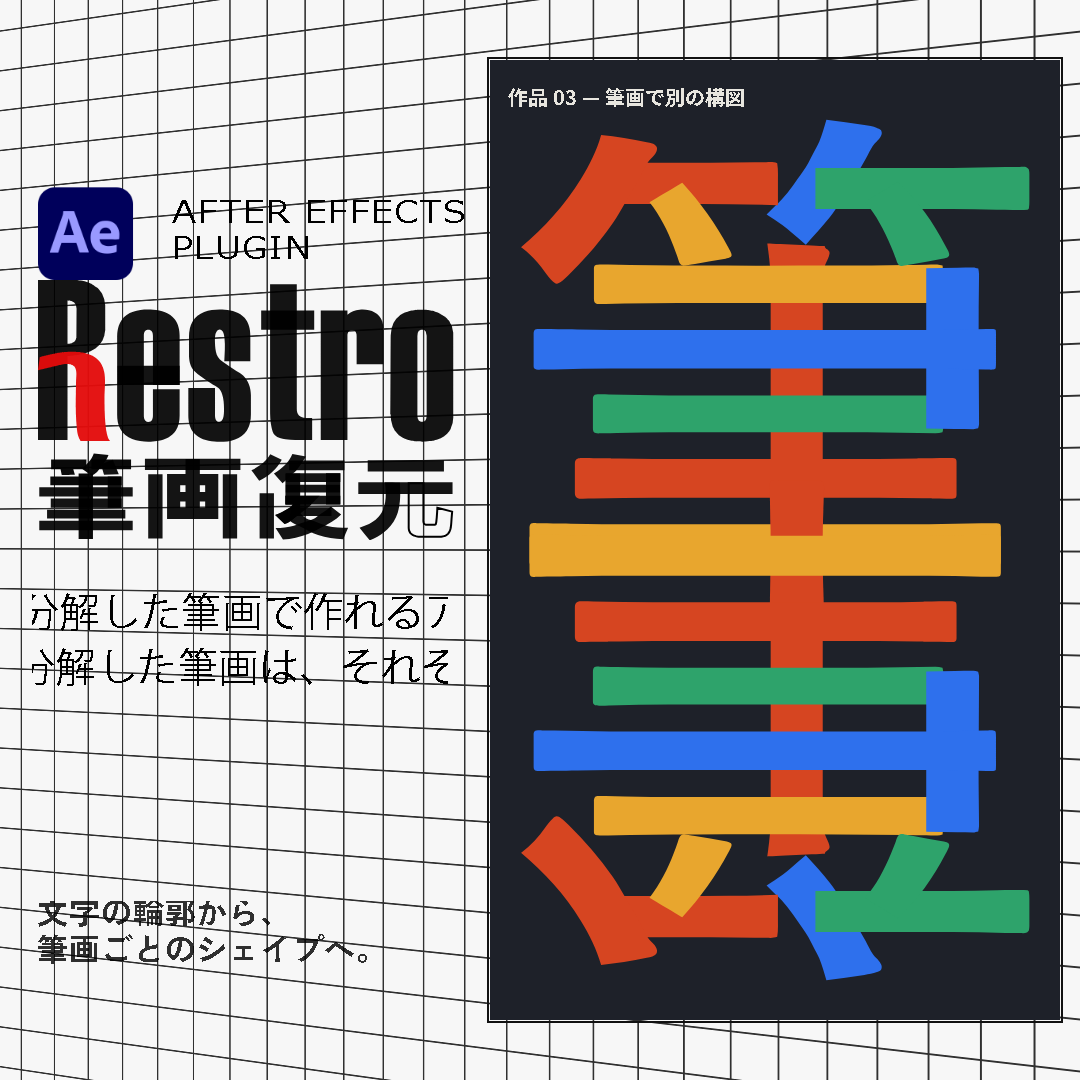 Ae
AFTER EFFECTS
PLUGIN
Restro
筆画復元
分解した筆画で作れる
分解した筆画は、それそ
文字の輪郭から、
筆画ごとのシェイプへ。
作品 03 — 筆画で別の構図
筆